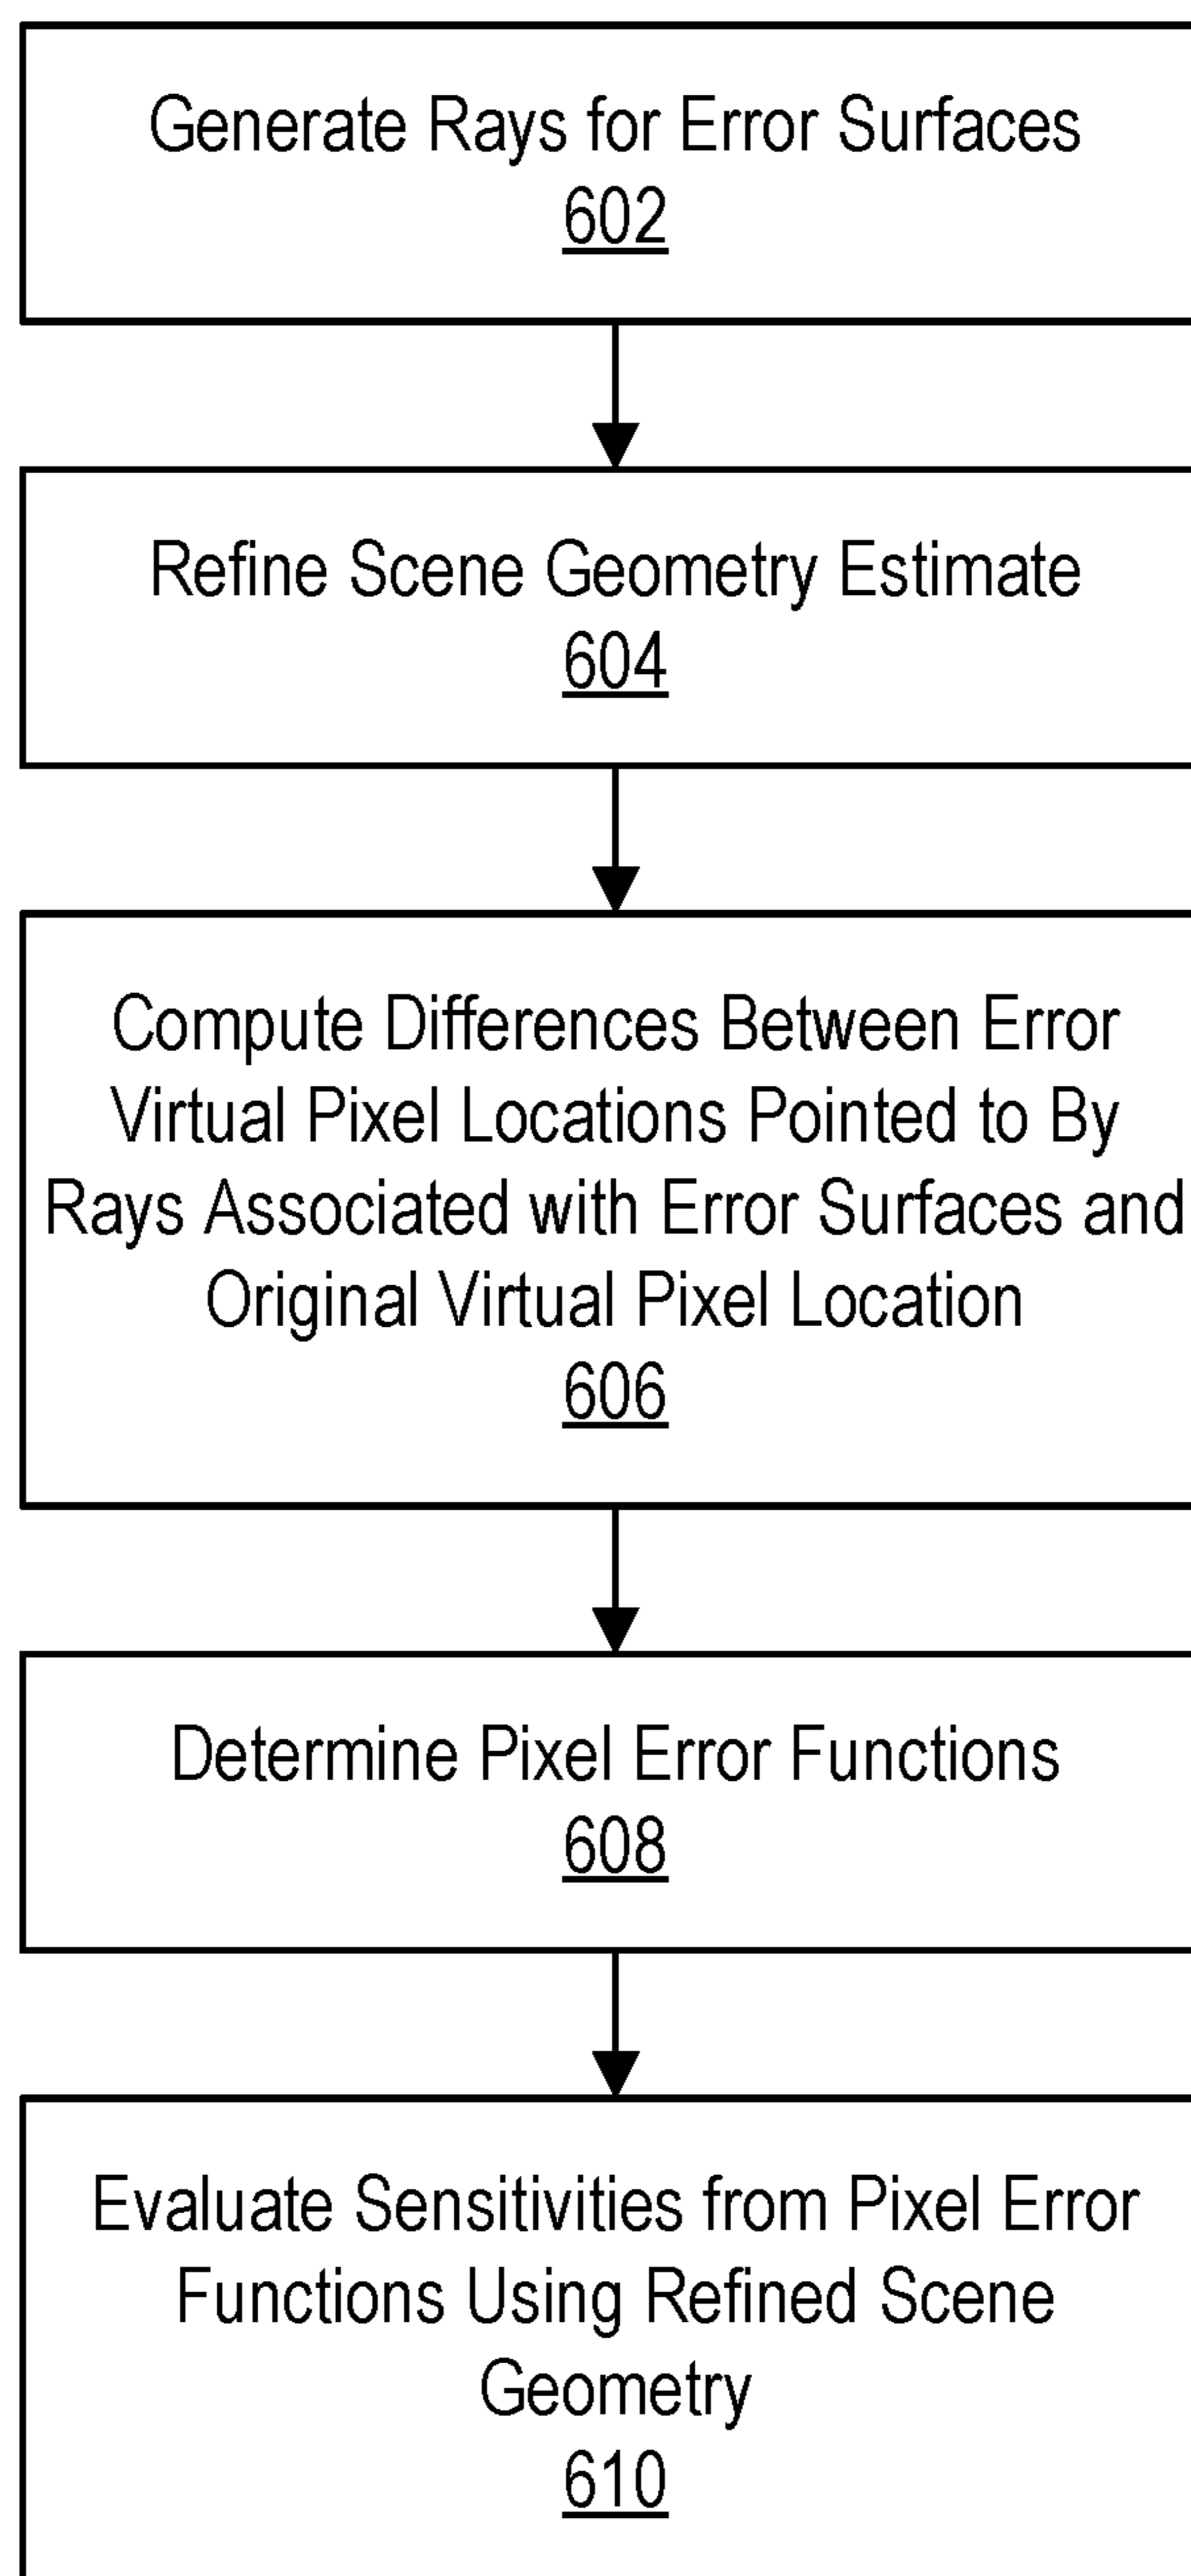 Generate Rays for Error Surfaces
602
Refine Scene Geometry Estimate
604
Compute Differences Between Error
Virtual Pixel Locations Pointed to By
Rays Associated with Error Surfaces and
Original Virtual Pixel Location
606
Determine Pixel Error Functions
608
Evaluate Sensitivities from Pixel Error
Functions Using Refined Scene
Geometry
610